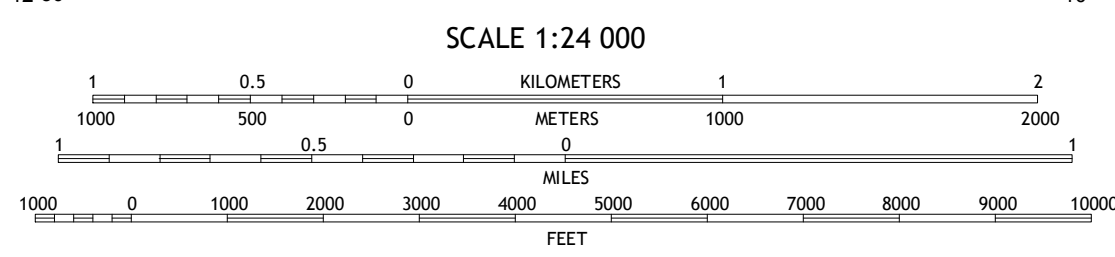 SCALE 1:24 000
1 0.5 0 KILOMETERS 1 2
1000 500 0 METERS 1000 2000
1 0.5 0 1
MILES
1000 0 1000 2000 3000 4000 5000 6000 7000 8000 9000 10000
FEET